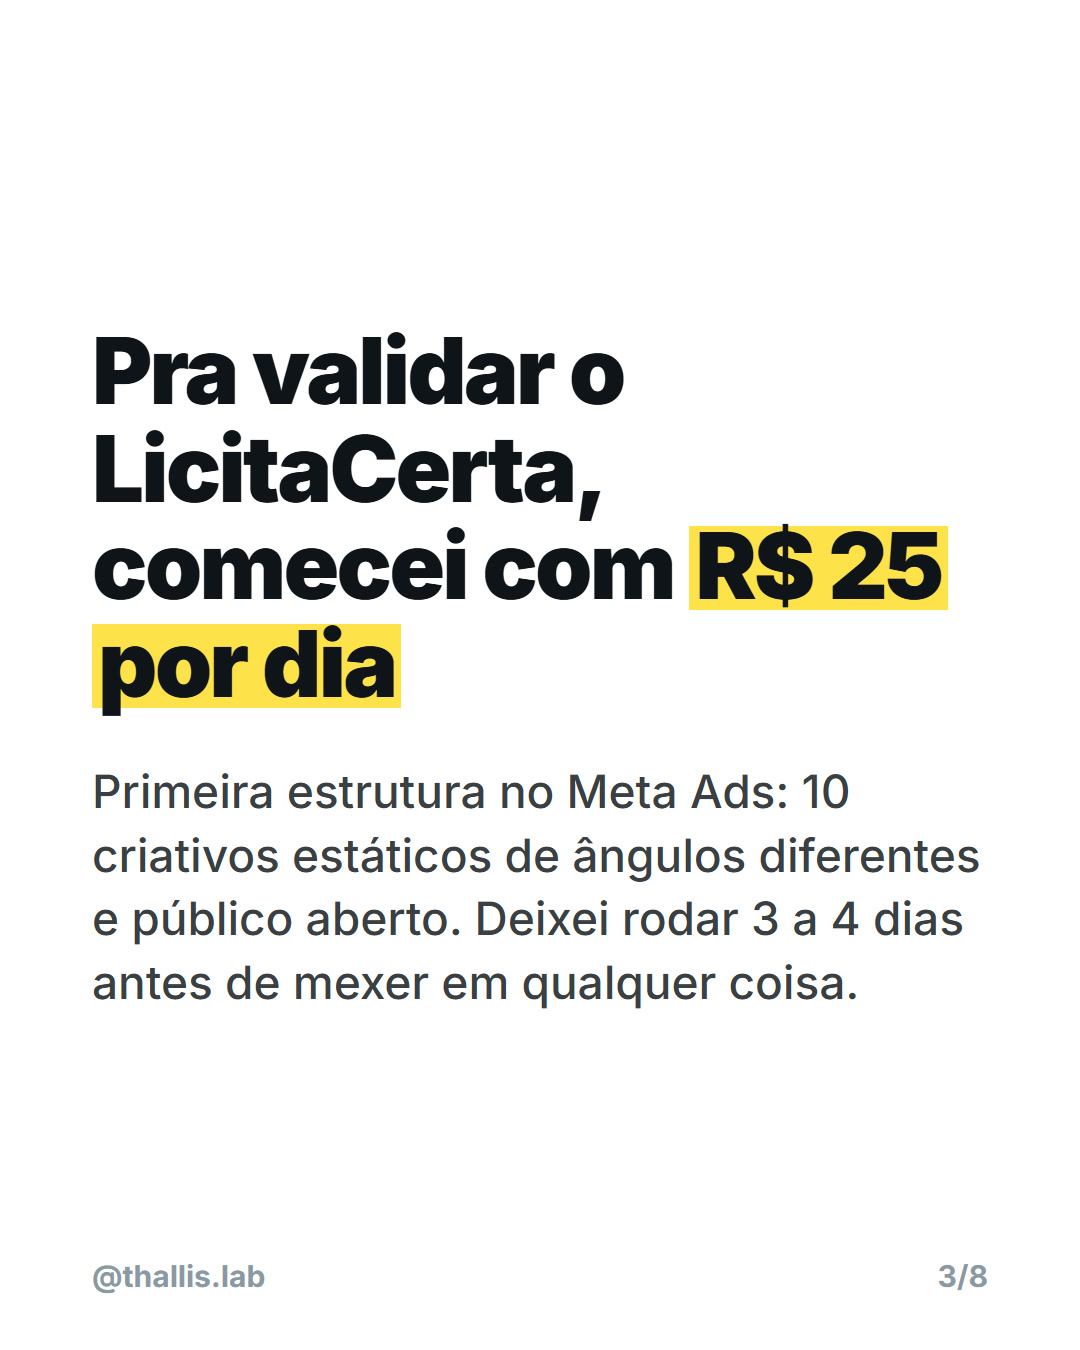 Pra validar o
LicitaCerta,
comecei com R$ 25
por dia
Primeira estrutura no Meta Ads: 10
criativos estáticos de ângulos diferentes
e público aberto. Deixei rodar 3 a 4 dias
antes de mexer em qualquer coisa.
@thallis.lab
3/8